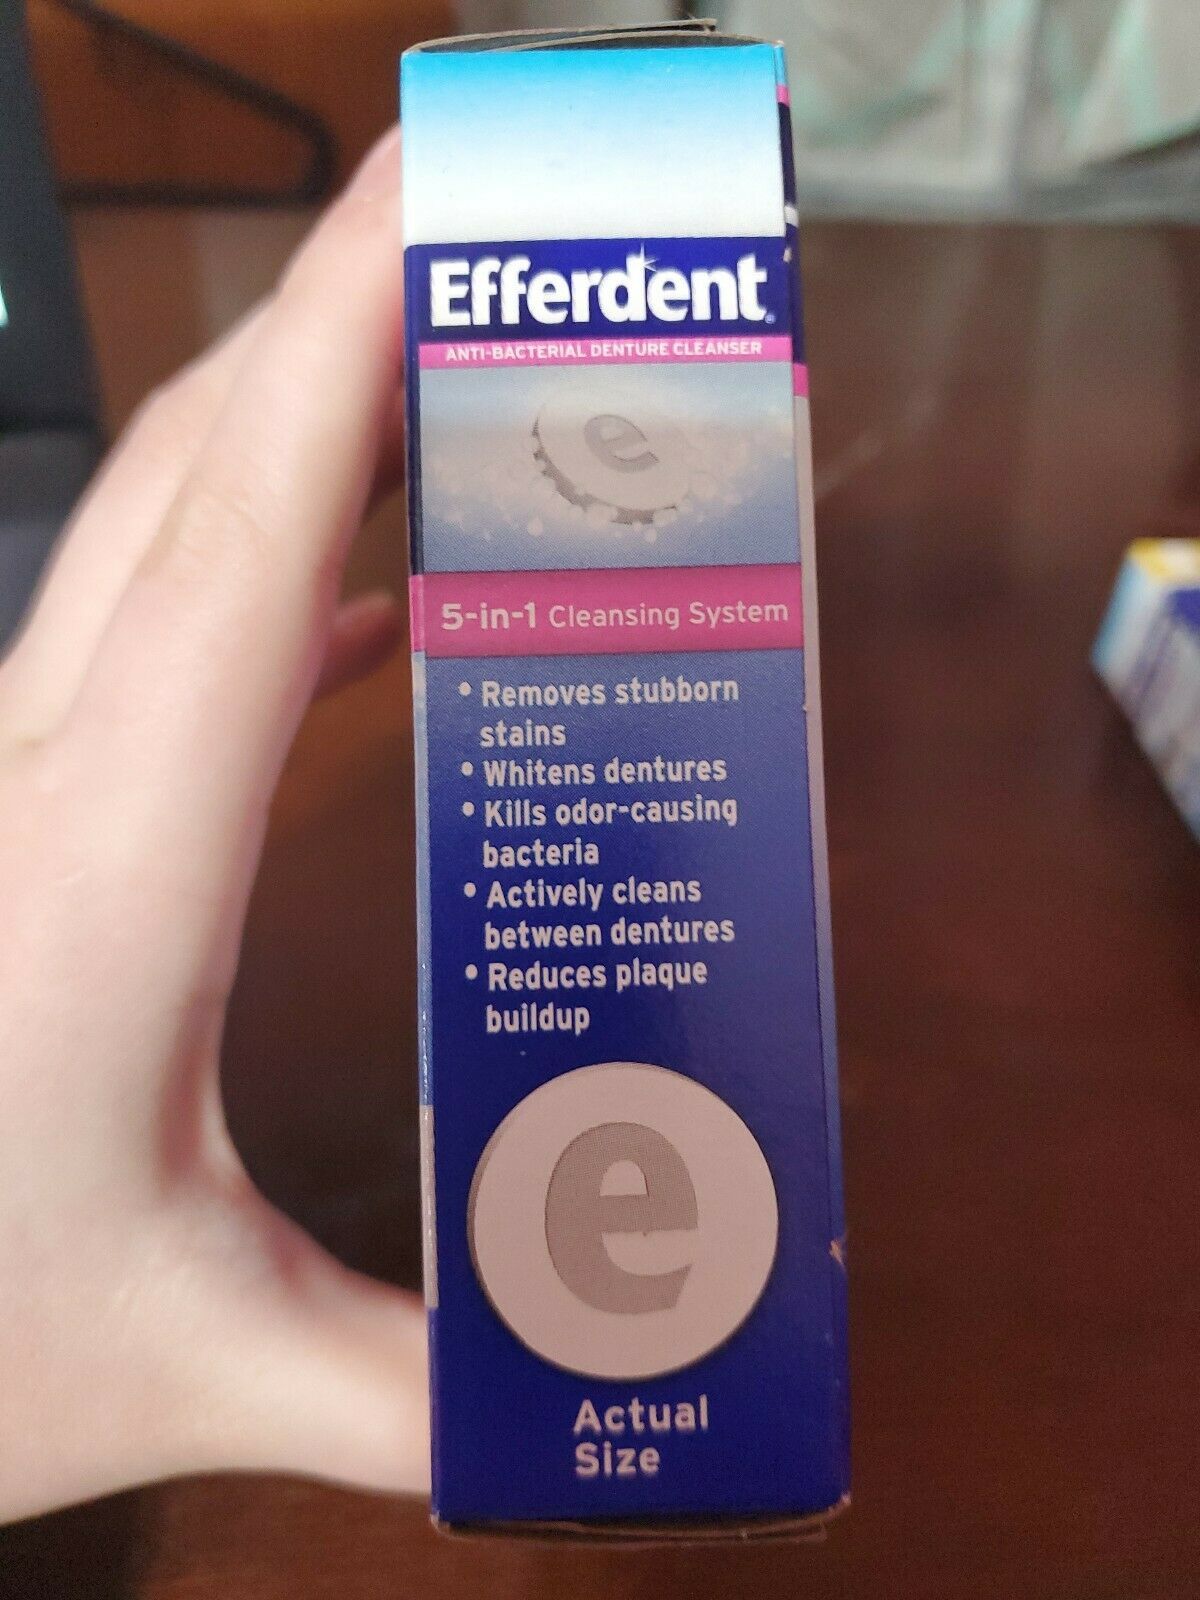 Efferdent®
ANTI-BACTERIAL DENTURE CLEANSER
e
5-in-1 Cleansing System
• Removes stubborn
stains
• Whitens dentures
• Kills odor-causing
bacteria
• Actively cleans
between dentures
• Reduces plaque
buildup
e
Actual
Size